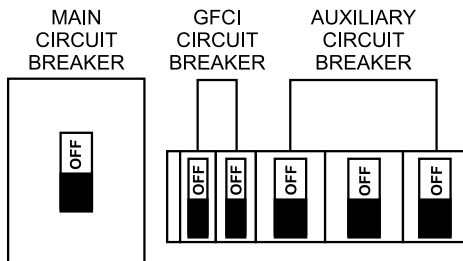 MAIN
CIRCUIT
BREAKER
GFCI
CIRCUIT
BREAKER
AUXILIARY
CIRCUIT
BREAKER
OFF
OFF
OFF
OFF
OFF
OFF